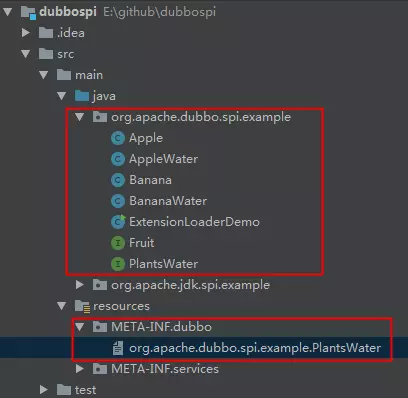 dubbospi E:\github\dubbospi
.idea
src
main
java
org.apache.dubbo.spi.example
Apple
AppleWater
Banana
BananaWater
ExtensionLoaderDemo
Fruit
PlantsWater
org.apache.jdk.spi.example
resources
META-INF.dubbo
org.apache.dubbo.spi.example.PlantsWater
META-INF.services
test